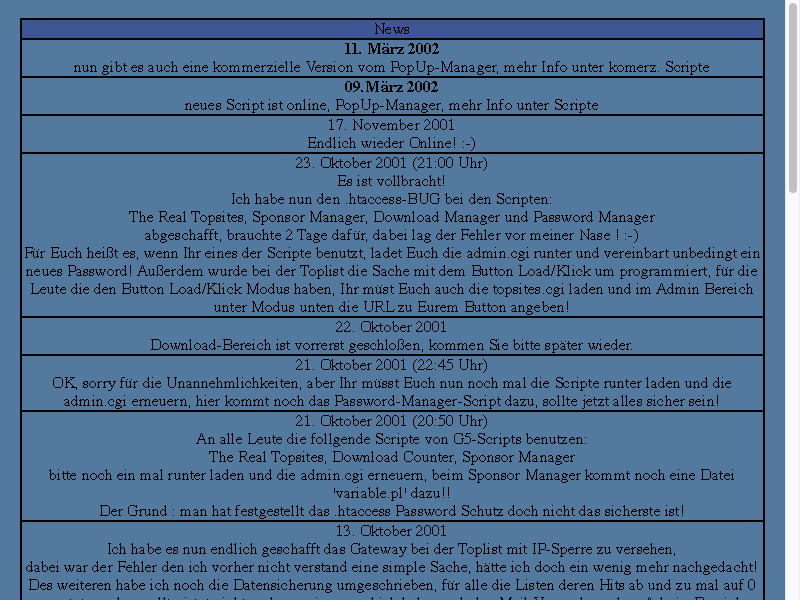 News
11. März 2002
nun gibt es auch eine kommerzielle Version vom PopUp-Manager, mehr Info unter komerz. Scripte
09.März 2002
neues Script ist online, PopUp-Manager, mehr Info unter Scripte
17. November 2001
Endlich wieder Online! :-)
23. Oktober 2001 (21:00 Uhr)
Es ist vollbracht!
Ich habe nun den .htaccess-BUG bei den Scripten:
The Real Topsites, Sponsor Manager, Download Manager und Password Manager
abgeschafft, brauchte 2 Tage dafür, dabei lag der Fehler vor meiner Nase ! :-)
Für Euch heißt es, wenn Ihr eines der Scripte benutzt, ladet Euch die admin.cgi runter und vereinbart unbedingt ein
neues Password! Außerdem wurde bei der Toplist die Sache mit dem Button Load/Klick um programmiert, für die
Leute die den Button Load/Klick Modus haben, Ihr müst Euch auch die topsites.cgi laden und im Admin Bereich
unter Modus unten die URL zu Eurem Button angeben!
22. Oktober 2001
Download-Bereich ist vorrerst geschloßen, kommen Sie bitte später wieder.
21. Oktober 2001 (22:45 Uhr)
OK, sorry für die Unannehmlichkeiten, aber Ihr müsst Euch nun noch mal die Scripte runter laden und die
admin.cgi erneuern, hier kommt noch das Password-Manager-Script dazu, sollte jetzt alles sicher sein!
21. Oktober 2001 (20:50 Uhr)
An alle Leute die follgende Scripte von G5-Scripts benutzen:
The Real Topsites, Download Counter, Sponsor Manager
bitte noch ein mal runter laden und die admin.cgi erneuern, beim Sponsor Manager kommt noch eine Datei
'variable.pl' dazu!!
Der Grund : man hat festgestellt das .htaccess Password Schutz doch nicht das sicherste ist!
13. Oktober 2001
Ich habe es nun endlich geschafft das Gateway bei der Toplist mit IP-Sperre zu versehen,
dabei war der Fehler den ich vorher nicht verstand eine simple Sache, hätte ich doch ein wenig mehr nachgedacht!
Des weiteren habe ich noch die Datensicherung umgeschrieben, für alle die Listen deren Hits ab und zu mal auf 0